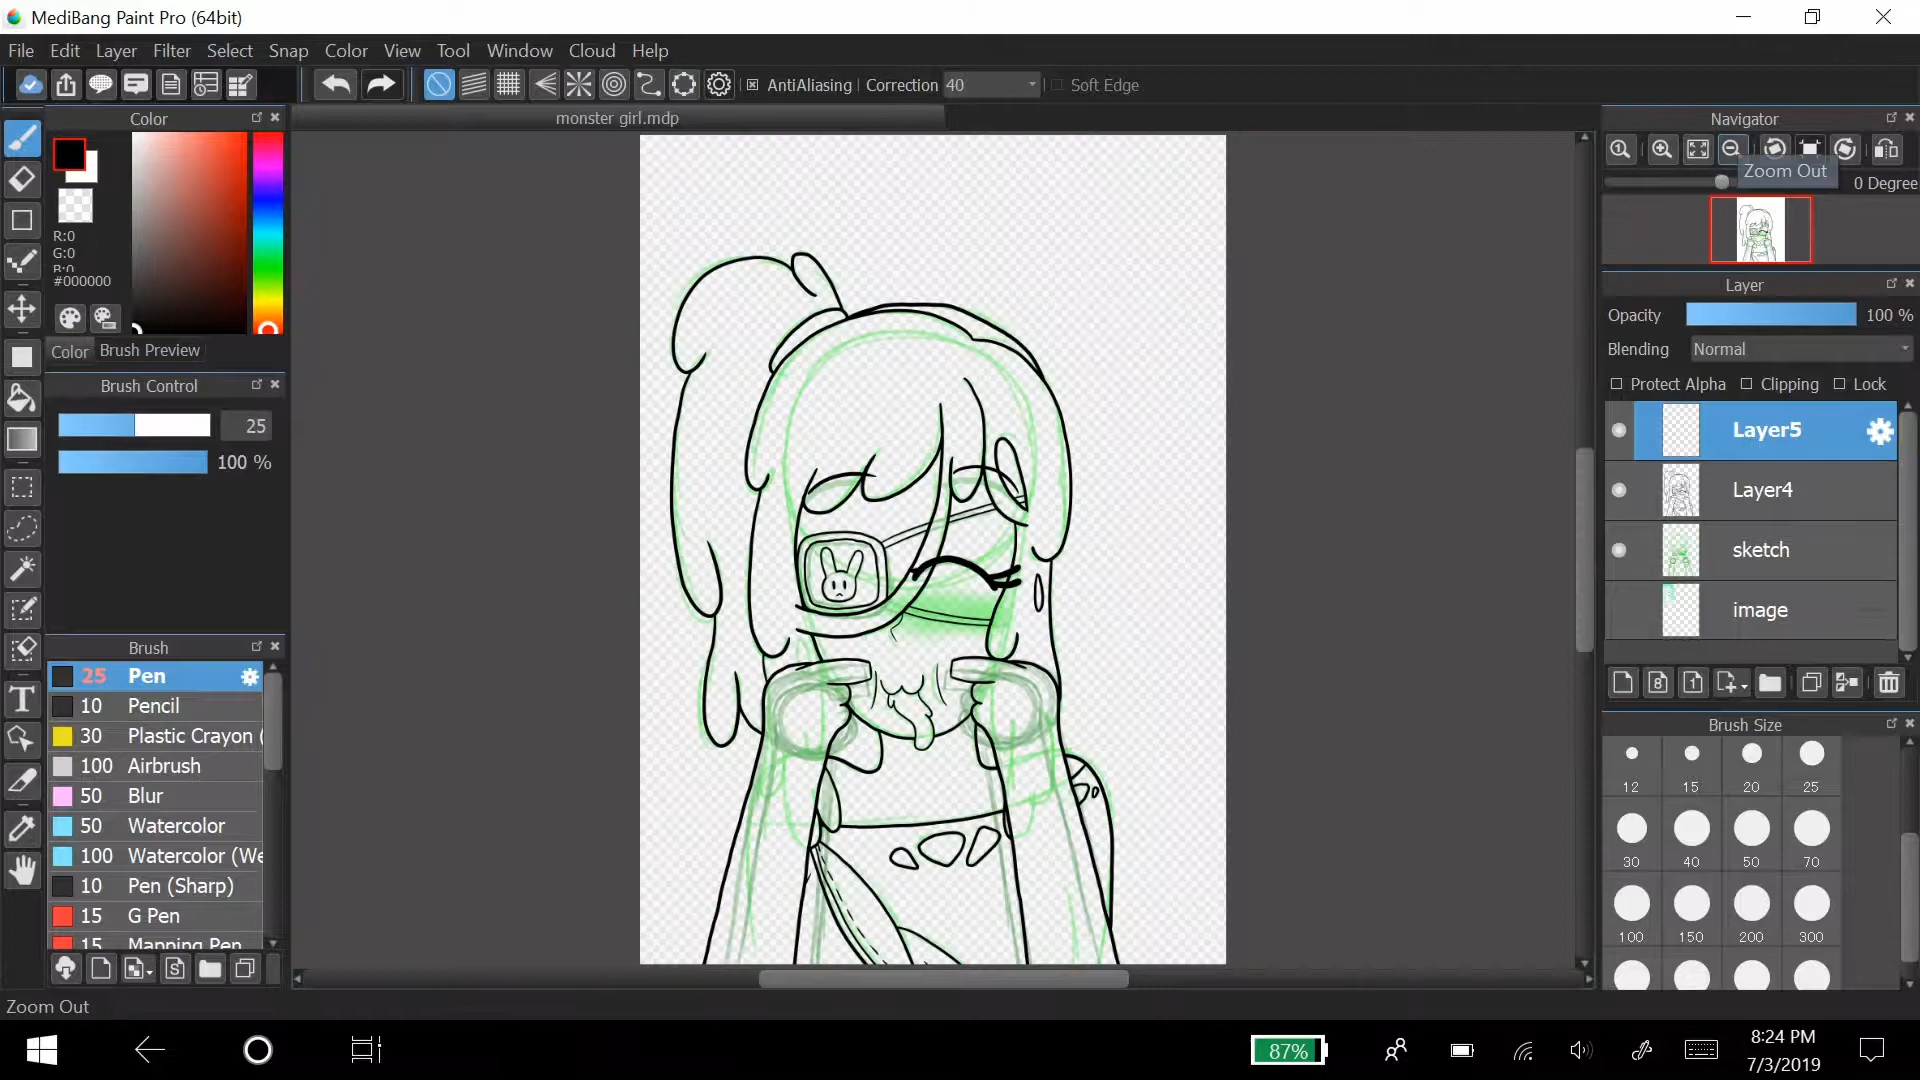 MediBang Paint Pro (64bit)
File Edit Layer Filter Select Snap Color View Tool Window Cloud Help
AntiAliasing Correction 40 Soft Edge
Color
monster girl.mdp
Navigator
Zoom Out
0 Degree
R:0
G:0
B:0
#000000
Color Brush Preview
Layer
Opacity 100 %
Blending Normal
Protect Alpha Clipping Lock
Brush Control
25
100 %
Layer5
Layer4
sketch
image
Brush
25 Pen
10 Pencil
30 Plastic Crayon (
100 Airbrush
50 Blur
50 Watercolor
100 Watercolor (We
10 Pen (Sharp)
15 G Pen
15 Mapping Pen
Brush Size
12 15 20 25
30 40 50 70
100 150 200 300
Zoom Out
87%
8:24 PM
7/3/2019